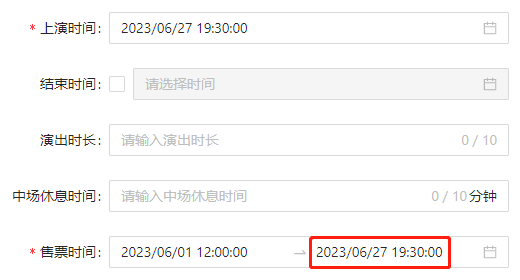 * 上演时间: 2023/06/27 19:30:00
结束时间: 请选择时间
演出时长: 请输入演出时长 0 / 10
中场休息时间: 请输入中场休息时间 0 / 10 分钟
* 售票时间: 2023/06/01 12:00:00 → 2023/06/27 19:30:00